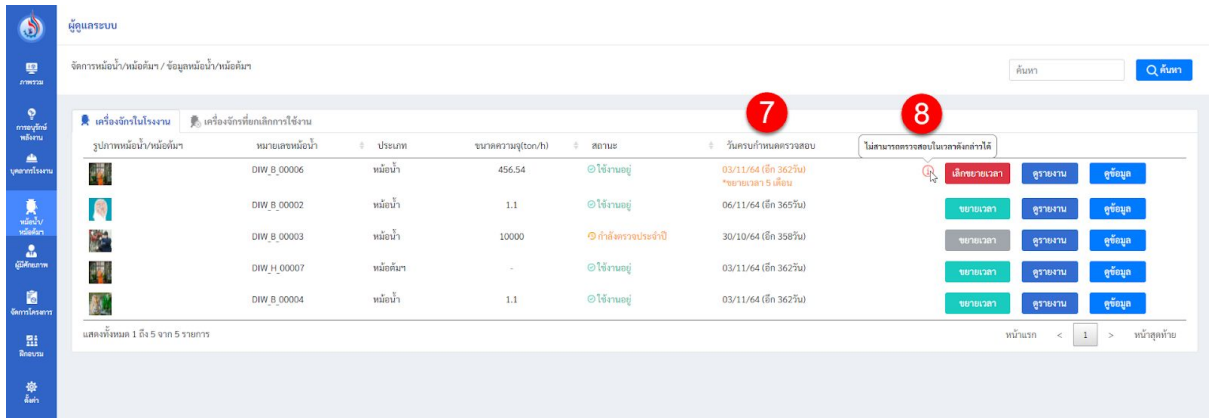 ผู้ดูแลระบบ
จัดการหม้อน้ำ/หม้อต้มฯ / ข้อมูลหม้อน้ำ/หม้อต้มฯ
ค้นหา
ค้นหา
ภาพรวม
การอนุรักษ์
พลังงาน
บุคลากรโรงงาน
หม้อน้ำ/
หม้อต้มฯ
ผู้มีศักยภาพ
จัดการโครงการ
ฝึกอบรม
ตั้งค่า
7
8
เครื่องจักรในโรงงาน เครื่องจักรที่ยกเลิกการใช้งาน
ไม่สามารถตรวจสอบในเวลาดังกล่าวได้
รูปภาพหม้อน้ำ/หม้อต้มฯ หมายเลขหม้อน้ำ ประเภท ขนาดความจุ(ton/h) สถานะ วันครบกำหนดตรวจสอบ
DIW_B_00006 หม้อน้ำ 456.54 ใช้งานอยู่ 03/11/64 (อีก 362วัน) เลิกขยายเวลา ดูรายงาน ดูข้อมูล
*ขยายเวลา 5 เดือน
DIW_B_00002 หม้อน้ำ 1.1 ใช้งานอยู่ 06/11/64 (อีก 365วัน) ขยายเวลา ดูรายงาน ดูข้อมูล
DIW_B_00003 หม้อน้ำ 10000 กำลังตรวจประจำปี 30/10/64 (อีก 358วัน) ขยายเวลา ดูรายงาน ดูข้อมูล
DIW_H_00007 หม้อต้มฯ - ใช้งานอยู่ 03/11/64 (อีก 362วัน) ขยายเวลา ดูรายงาน ดูข้อมูล
DIW_B_00004 หม้อน้ำ 1.1 ใช้งานอยู่ 03/11/64 (อีก 362วัน) ขยายเวลา ดูรายงาน ดูข้อมูล
แสดงทั้งหมด 1 ถึง 5 จาก 5 รายการ
หน้าแรก < 1 > หน้าสุดท้าย